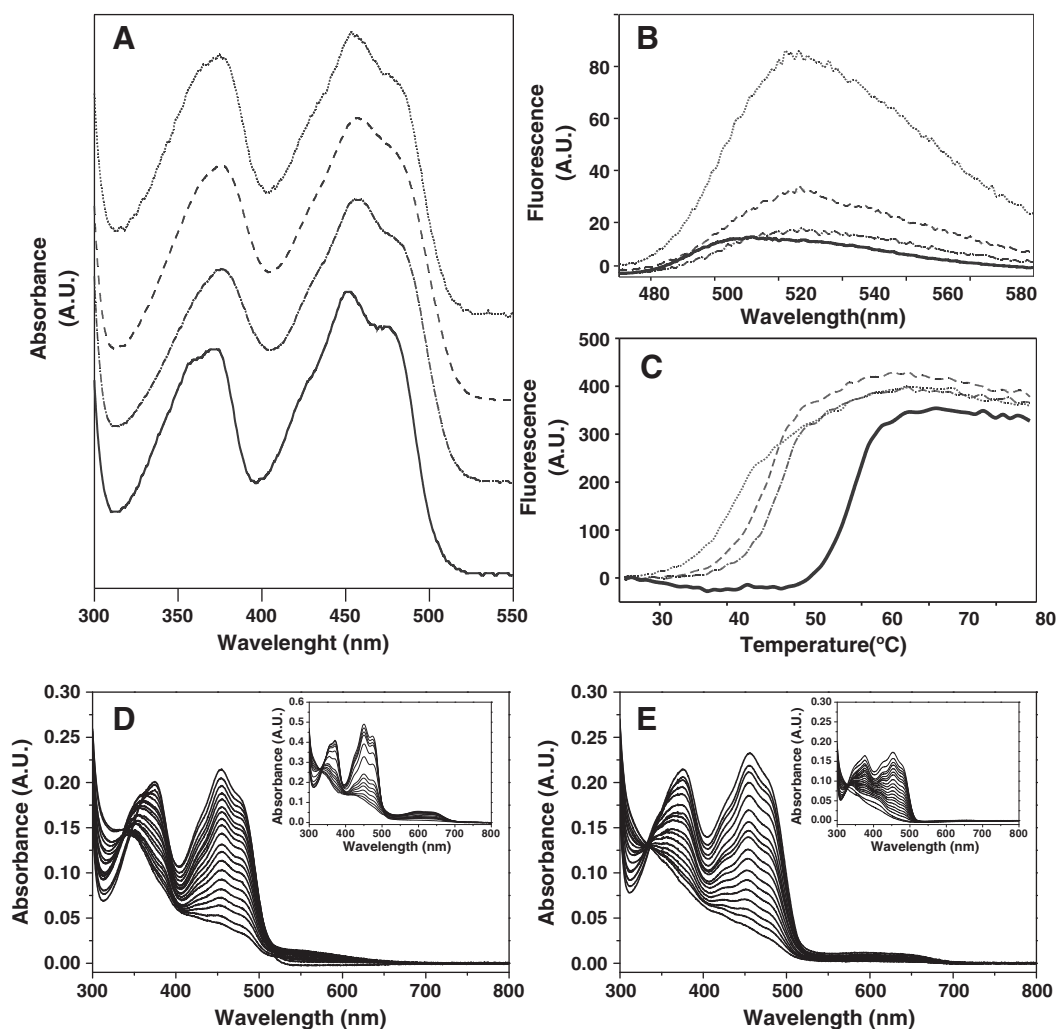 A
Absorbance
(A.U.)
300 350 400 450 500 550
Wavelenght (nm)
B
Fluorescence
(A.U.)
80
60
40
20
0
480 500 520 540 560 580
Wavelength(nm)
C
Fluorescence
(A.U.)
500
400
300
200
100
0
30 40 50 60 70 80
Temperature(ºC)
D
Absorbance (A.U.)
0.30
0.25
0.20
0.15
0.10
0.05
0.00
300 400 500 600 700 800
Wavelength (nm)
Absorbance (A.U.)
0.6
0.5
0.4
0.3
0.2
0.1
0.0
300 400 500 600 700 800
Wavelength (nm)
E
Absorbance (A.U.)
0.30
0.25
0.20
0.15
0.10
0.05
0.00
300 400 500 600 700 800
Wavelength (nm)
Absorbance (A.U.)
0.30
0.25
0.20
0.15
0.10
0.05
0.00
300 400 500 600 700 800
Wavelength (nm)